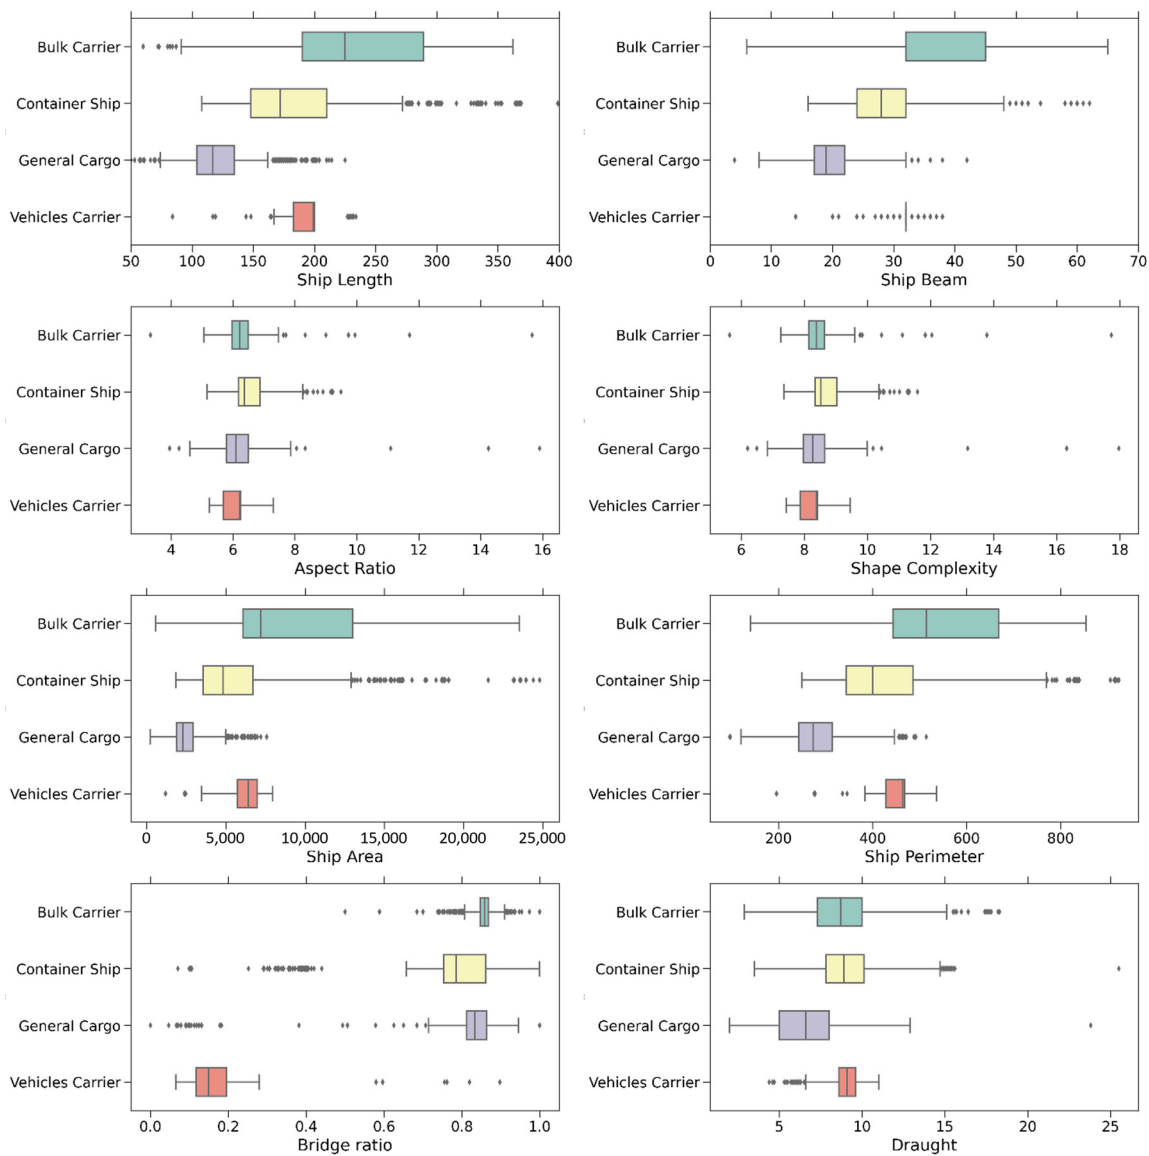 Bulk Carrier
Container Ship
General Cargo
Vehicles Carrier
50 100 150 200 250 300 350 400
Ship Length
Bulk Carrier
Container Ship
General Cargo
Vehicles Carrier
0 10 20 30 40 50 60 70
Ship Beam
Bulk Carrier
Container Ship
General Cargo
Vehicles Carrier
4 6 8 10 12 14 16
Aspect Ratio
Bulk Carrier
Container Ship
General Cargo
Vehicles Carrier
6 8 10 12 14 16 18
Shape Complexity
Bulk Carrier
Container Ship
General Cargo
Vehicles Carrier
0 5,000 10,000 15,000 20,000 25,000
Ship Area
Bulk Carrier
Container Ship
General Cargo
Vehicles Carrier
200 400 600 800
Ship Perimeter
Bulk Carrier
Container Ship
General Cargo
Vehicles Carrier
0.0 0.2 0.4 0.6 0.8 1.0
Bridge ratio
Bulk Carrier
Container Ship
General Cargo
Vehicles Carrier
5 10 15 20 25
Draught